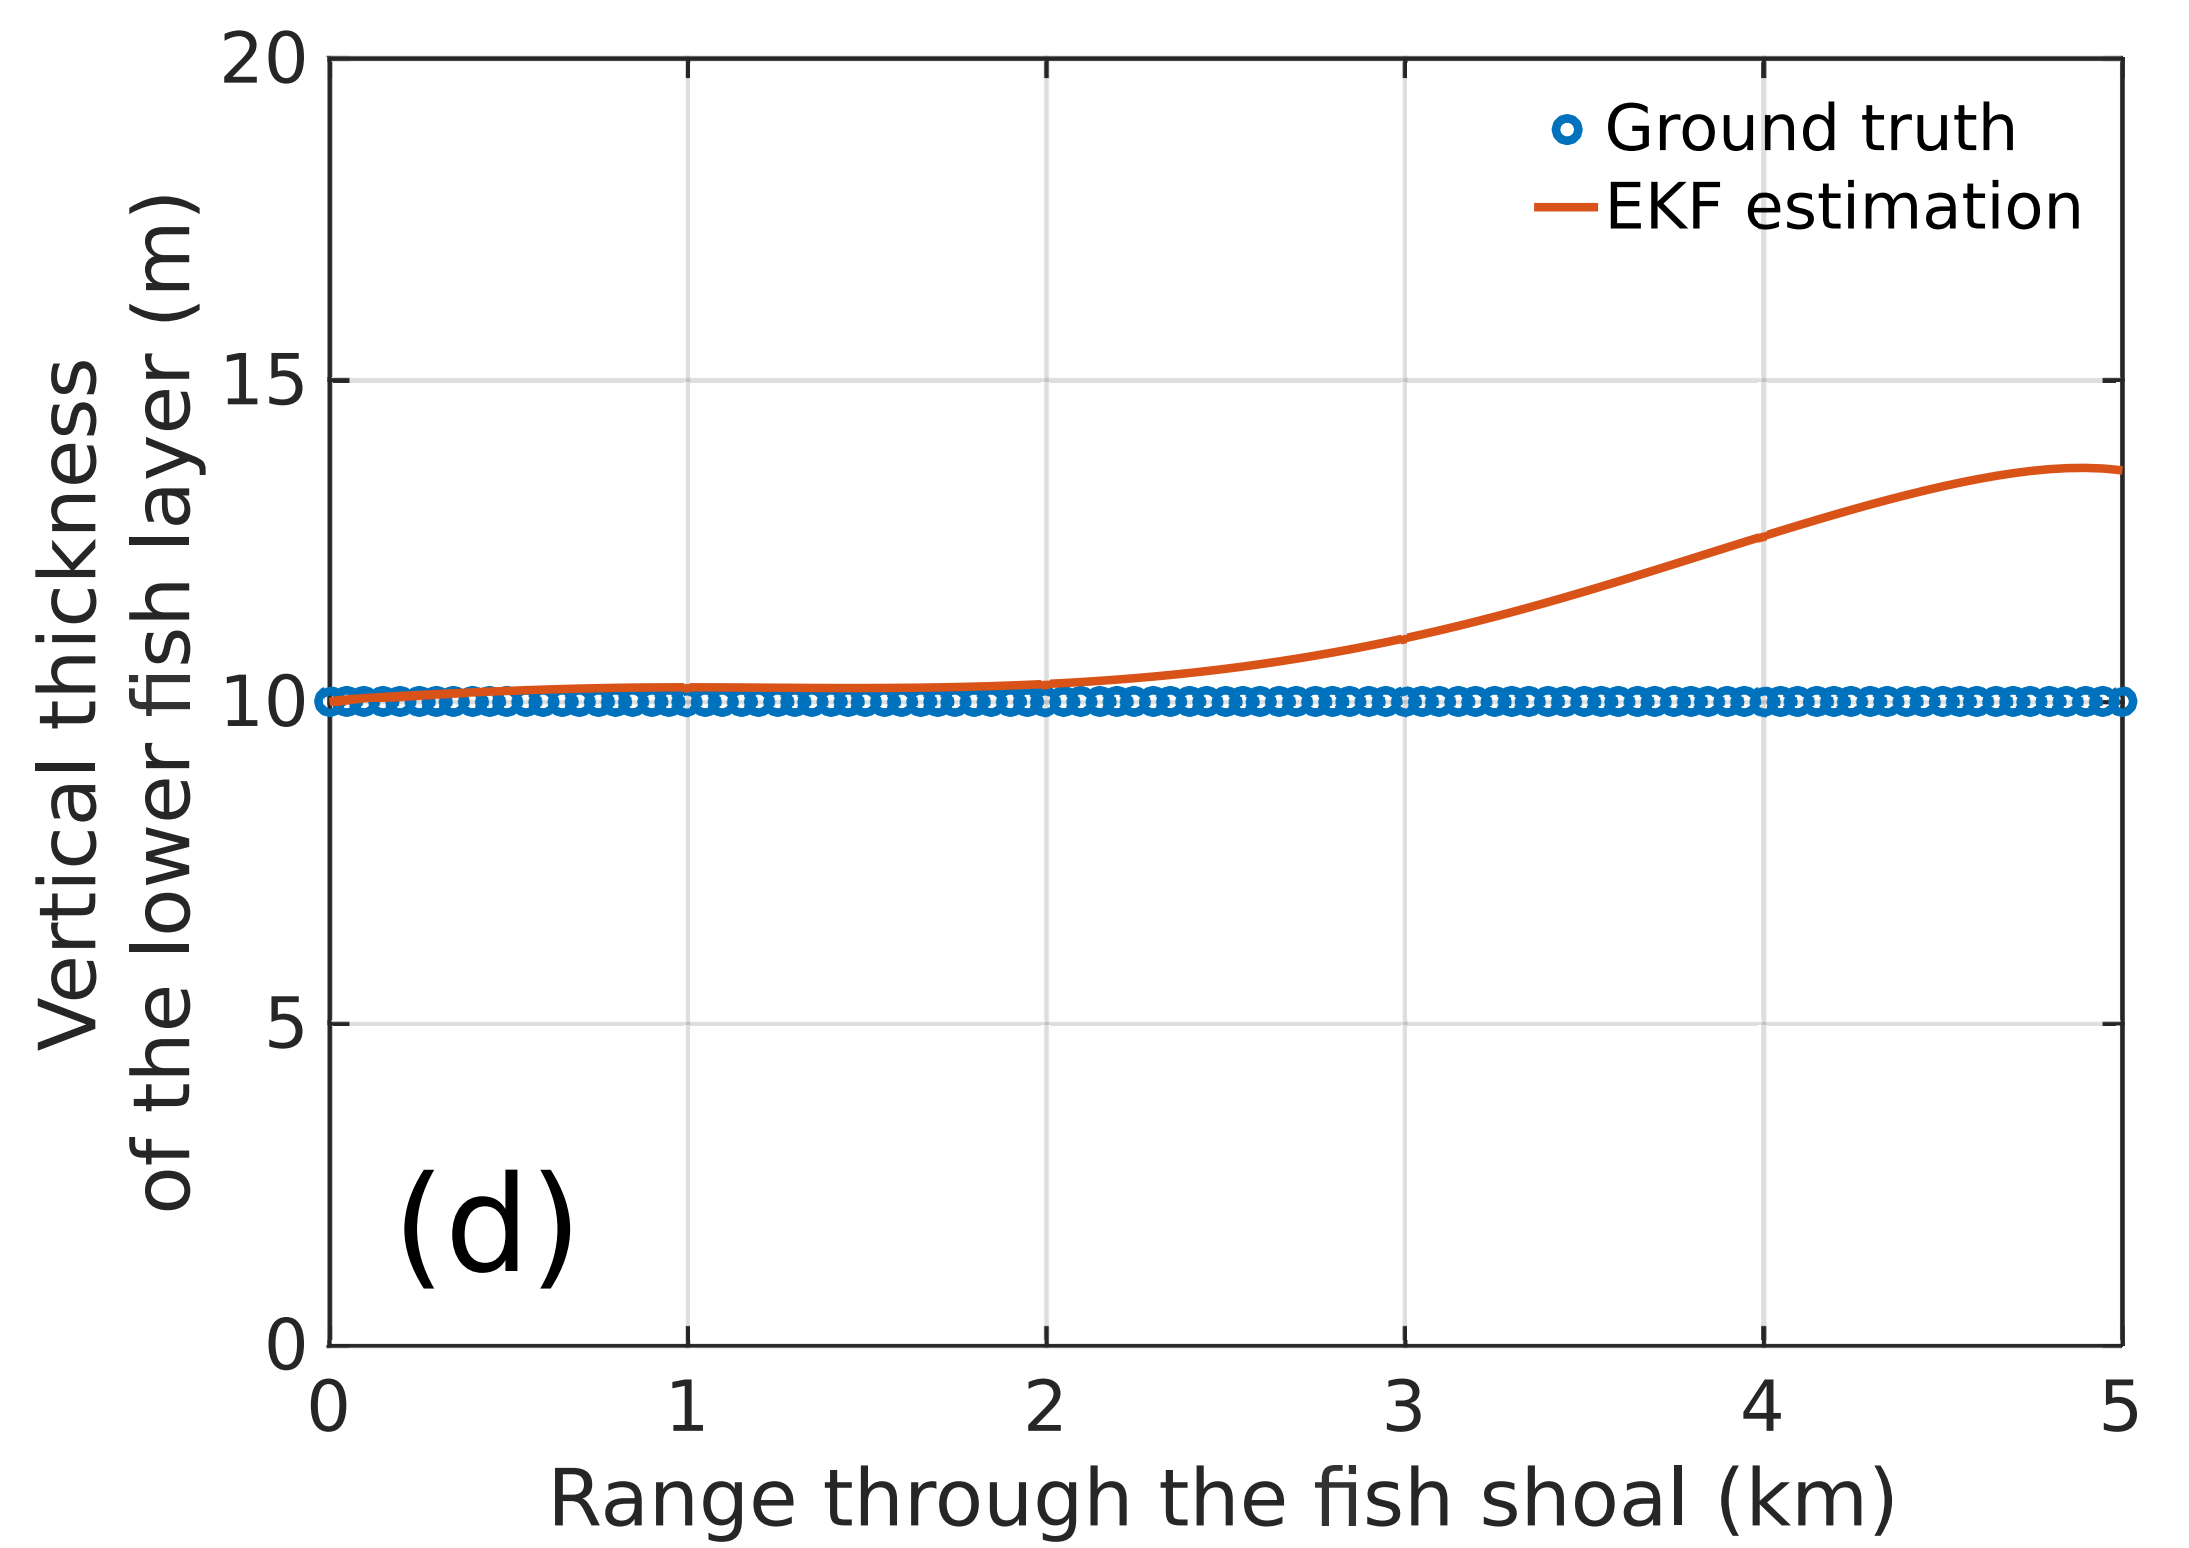 Vertical thickness
of the lower fish layer (m)
20
15
10
5
0
Ground truth
EKF estimation
(d)
0 1 2 3 4 5
Range through the fish shoal (km)